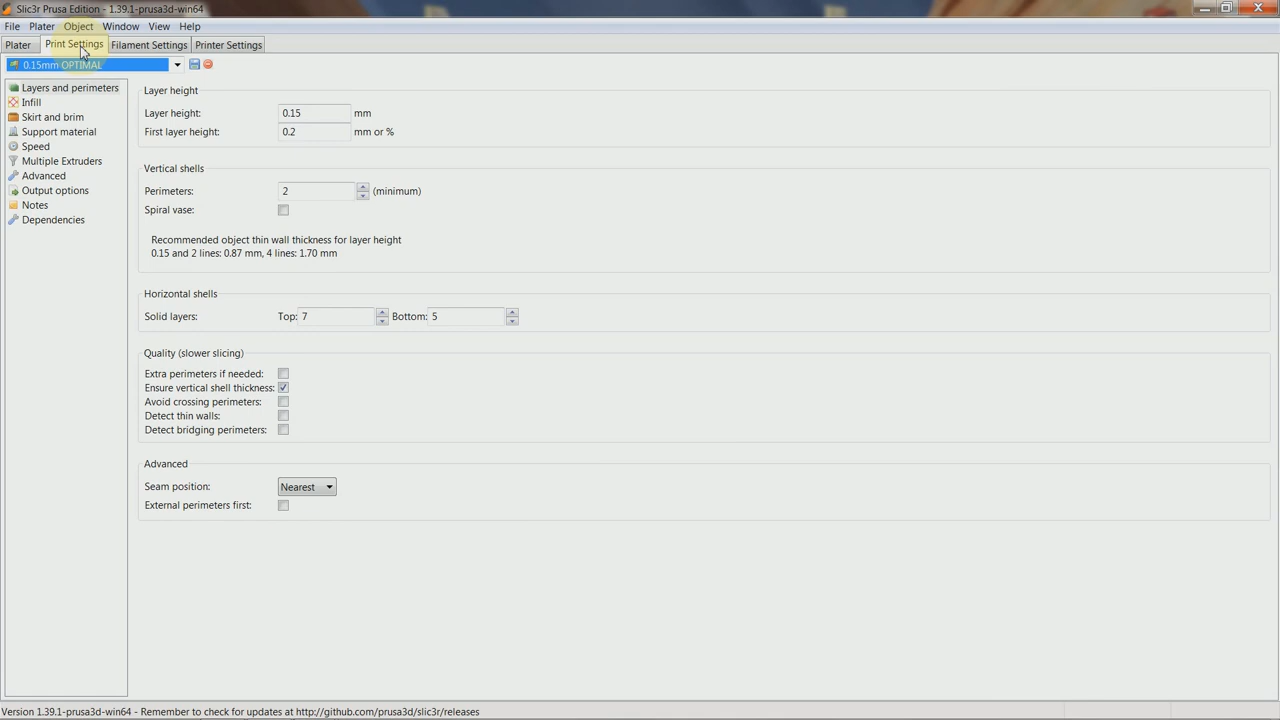 Slic3r Prusa Edition - 1.39.1-prusa3d-win64
File Plater Object Window View Help
Plater Print Settings Filament Settings Printer Settings
0.15mm OPTIMAL
Layers and perimeters
Infill
Skirt and brim
Support material
Speed
Multiple Extruders
Advanced
Output options
Notes
Dependencies
Layer height
Layer height: 0.15 mm
First layer height: 0.2 mm or %
Vertical shells
Perimeters: 2 (minimum)
Spiral vase:
Recommended object thin wall thickness for layer height
0.15 and 2 lines: 0.87 mm, 4 lines: 1.70 mm
Horizontal shells
Solid layers: Top: 7 Bottom: 5
Quality (slower slicing)
Extra perimeters if needed:
Ensure vertical shell thickness:
Avoid crossing perimeters:
Detect thin walls:
Detect bridging perimeters:
Advanced
Seam position: Nearest
External perimeters first:
Version 1.39.1-prusa3d-win64 - Remember to check for updates at http://github.com/prusa3d/slic3r/releases